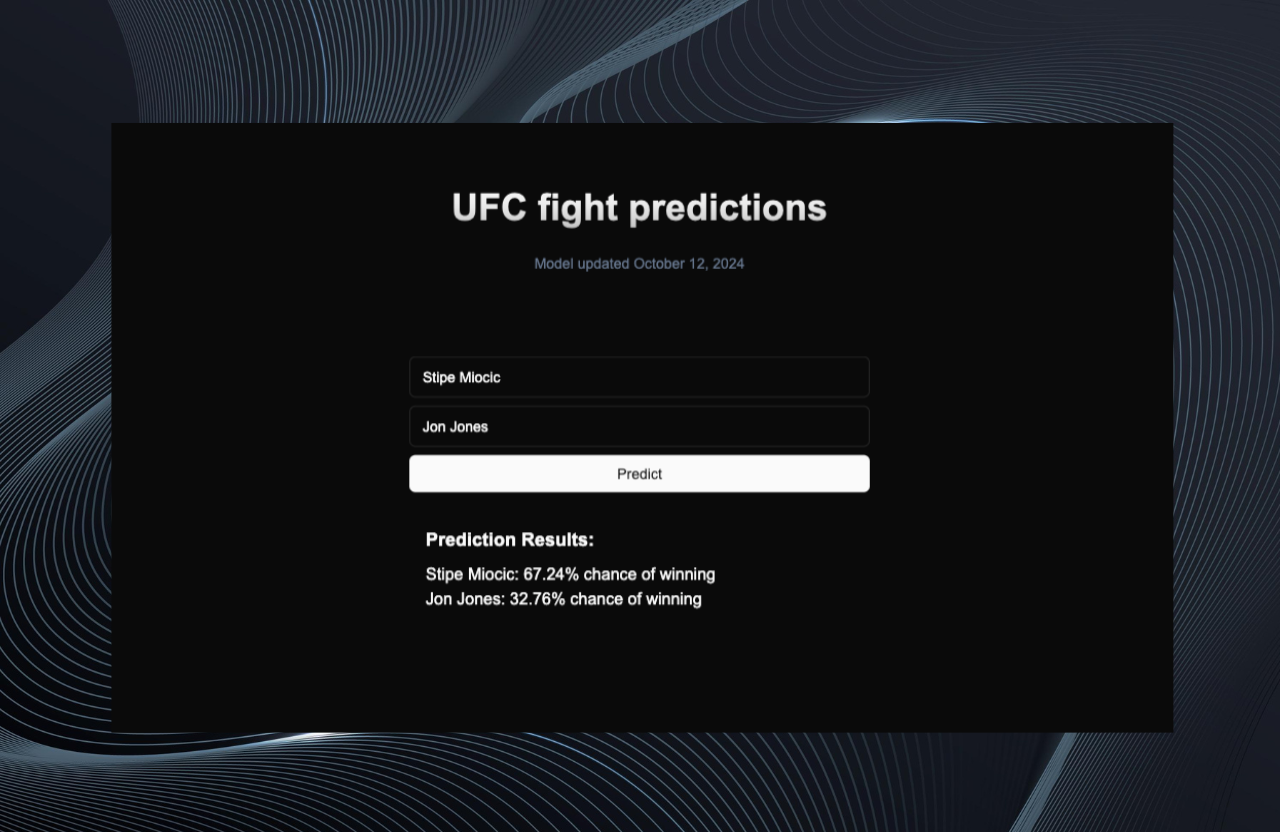 UFC fight predictions
Model updated October 12, 2024
Stipe Miocic
Jon Jones
Predict
Prediction Results:
Stipe Miocic: 67.24% chance of winning
Jon Jones: 32.76% chance of winning